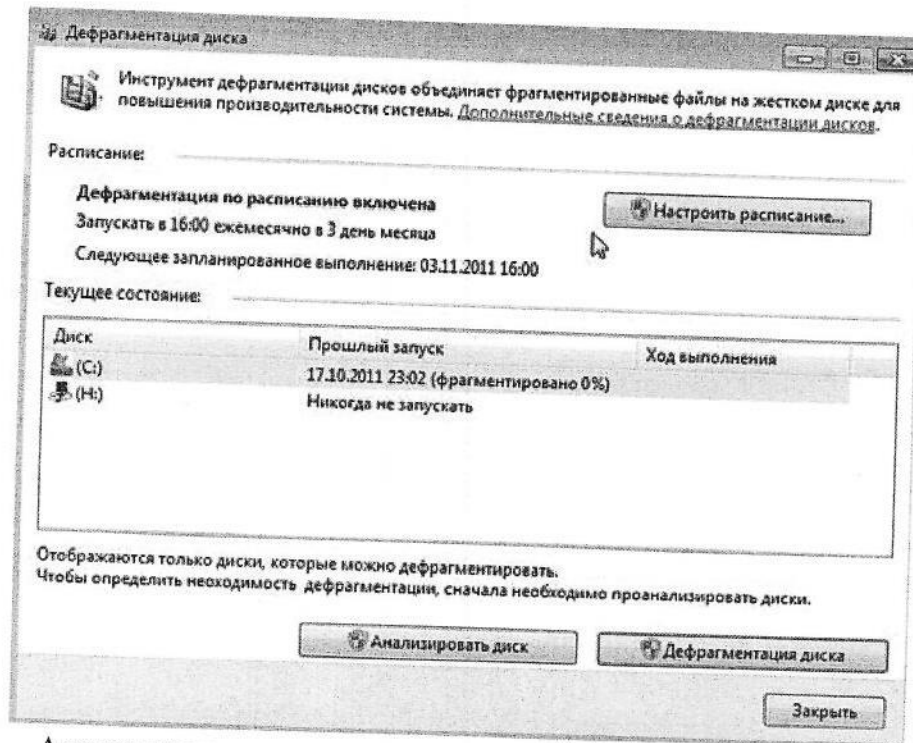 Дефрагментация диска
Инструмент дефрагментации дисков объединяет фрагментированные файлы на жестком диске для
повышения производительности системы. Дополнительные сведения о дефрагментации дисков.
Расписание:
Дефрагментация по расписанию включена
Настроить расписание...
Запускать в 16:00 ежемесячно в 3 день месяца
Следующее запланированное выполнение: 03.11.2011 16:00
Текущее состояние:
Диск Прошлый запуск Ход выполнения
(C:) 17.10.2011 23:02 (фрагментировано 0%)
(H:) Никогда не запускать
Отображаются только диски, которые можно дефрагментировать.
Чтобы определить неоходимость дефрагментации, сначала необходимо проанализировать диски.
Анализировать диск Дефрагментация диска
Закрыть